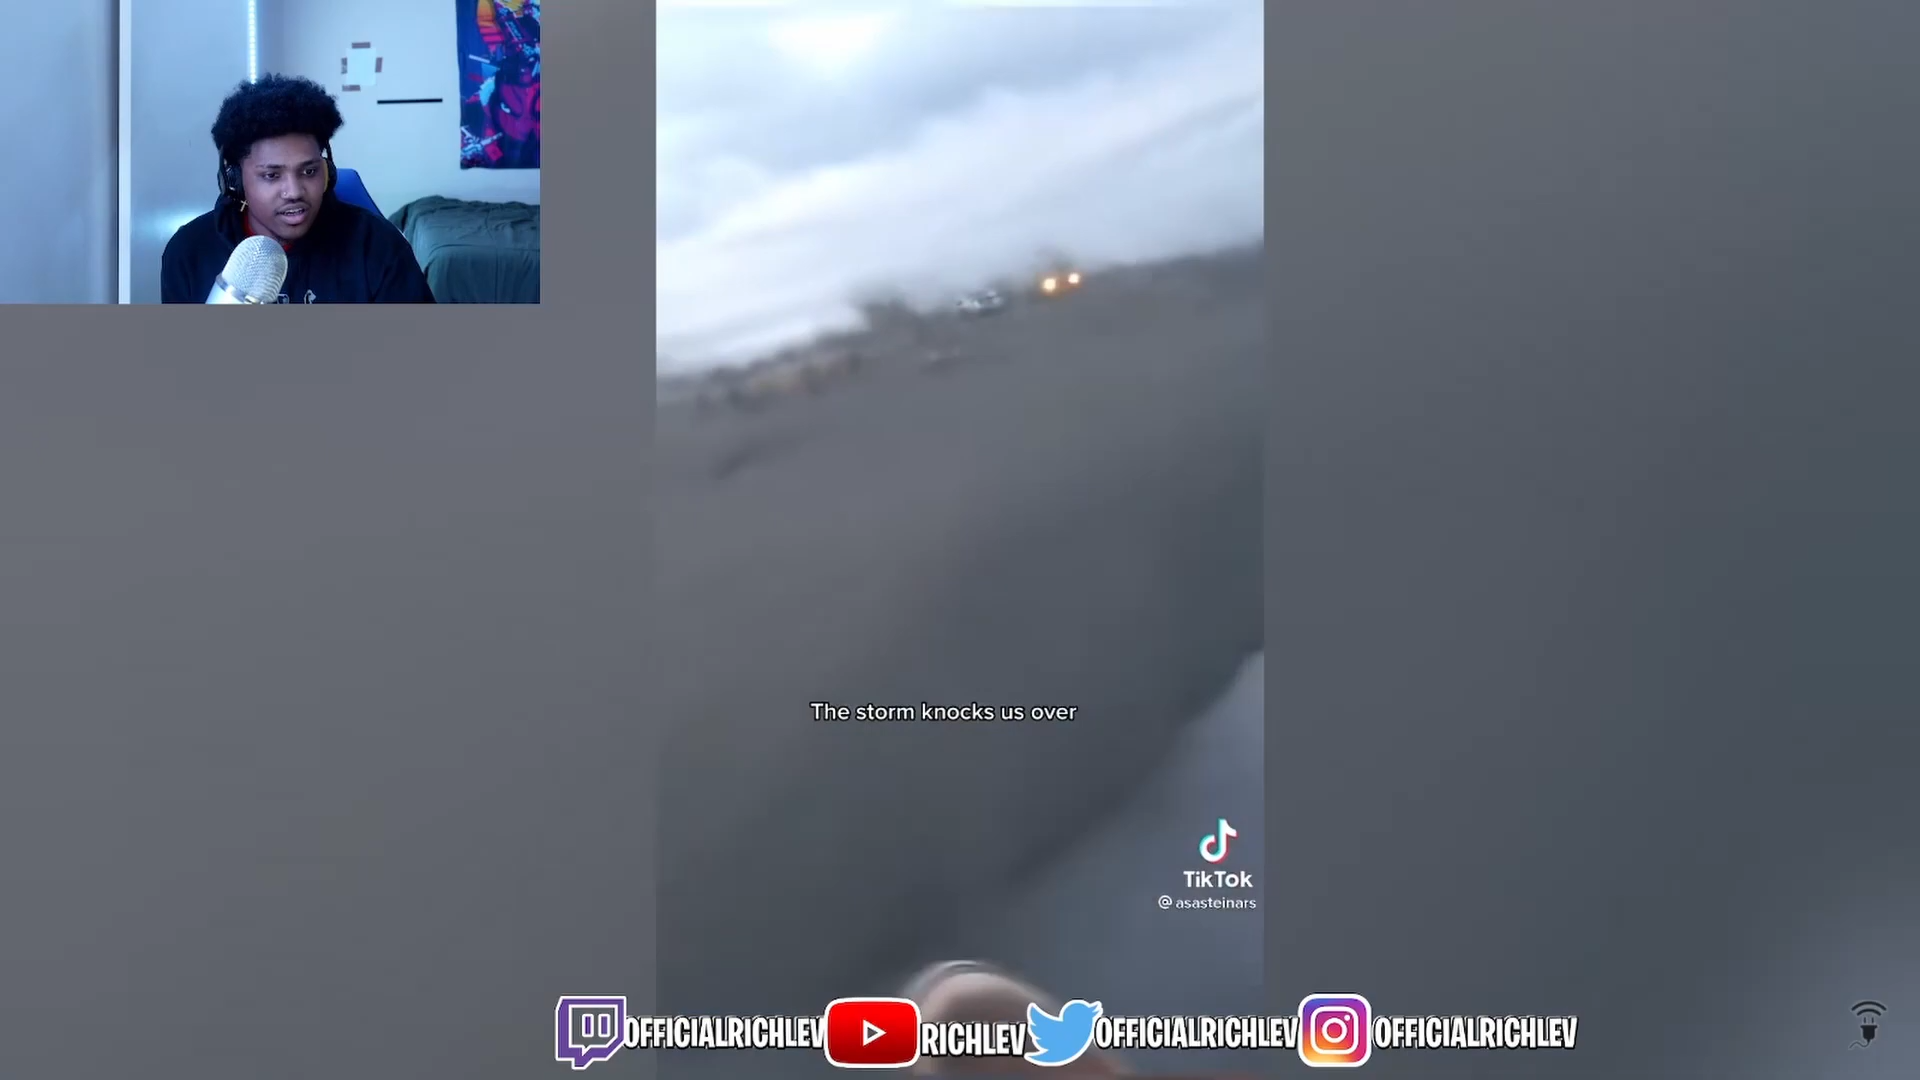 The storm knocks us over
TikTok
@ asasteinars
OFFICIALRICHLEV
RICHLEV
OFFICIALRICHLEV
OFFICIALRICHLEV